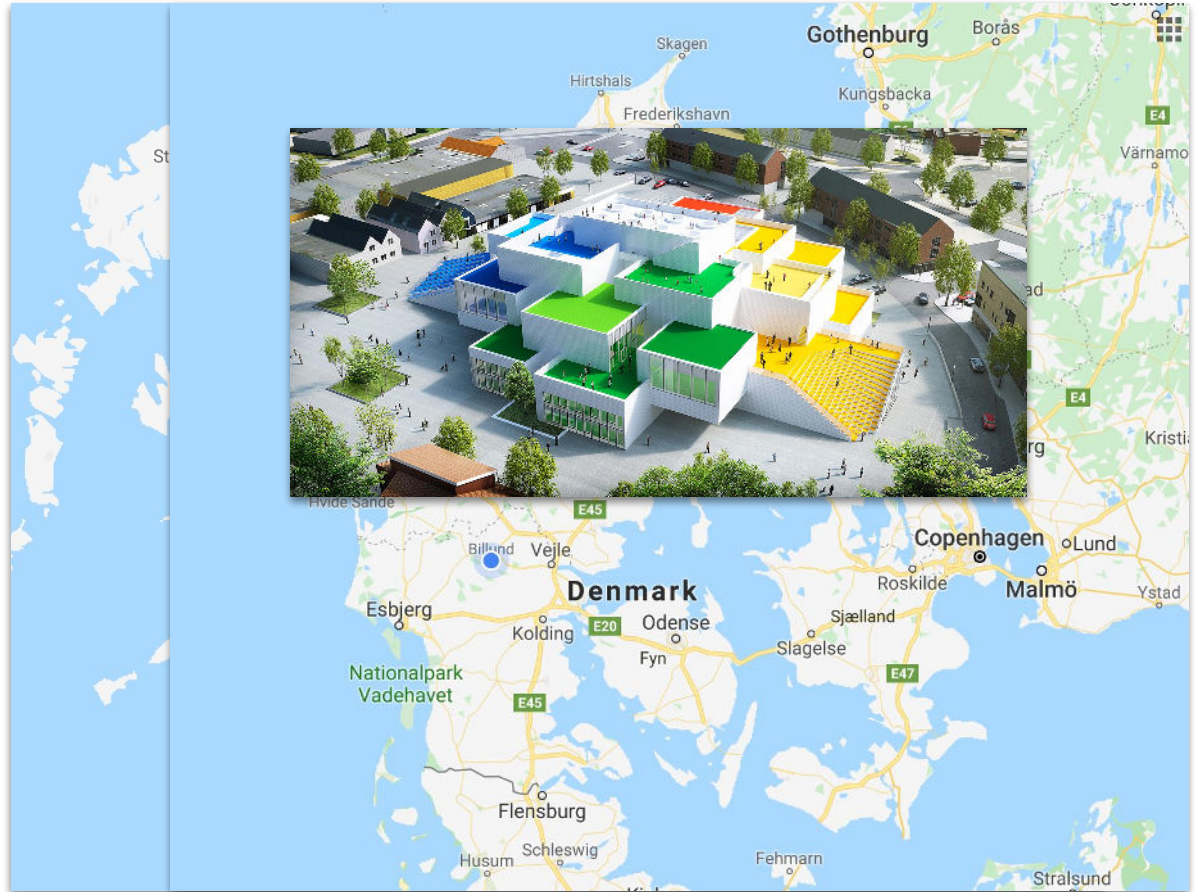 Gothenburg
Borås
Skagen
Hirtshals
Kungsbacka
Frederikshavn
E4
Värnamo
St
ad
E4
rg
Kristi
Hvide Sande
E45
Billund
Vejle
Copenhagen
Lund
Denmark
Roskilde
Malmö
Ystad
Esbjerg
Kolding
E20
Odense
Sjælland
Fyn
Slagelse
Nationalpark
Vadehavet
E45
E47
Flensburg
Schleswig
Husum
Fehmarn
Stralsund